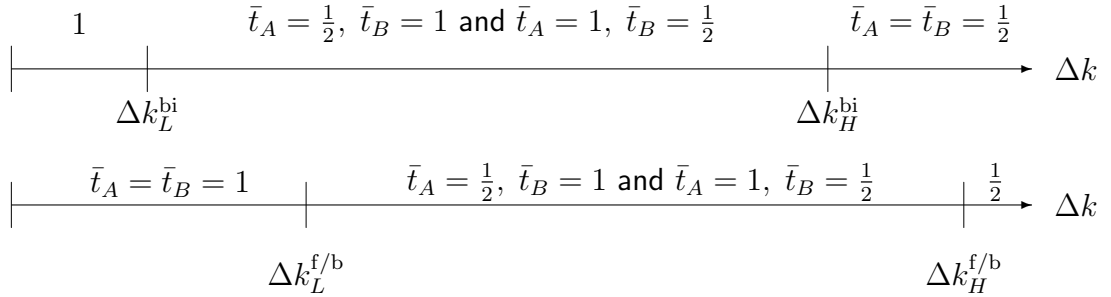 1 t̄_A = 1/2, t̄_B = 1 and t̄_A = 1, t̄_B = 1/2 t̄_A = t̄_B = 1/2
Δk
Δk_L^bi Δk_H^bi
t̄_A = t̄_B = 1 t̄_A = 1/2, t̄_B = 1 and t̄_A = 1, t̄_B = 1/2 1/2
Δk
Δk_L^f/b Δk_H^f/b